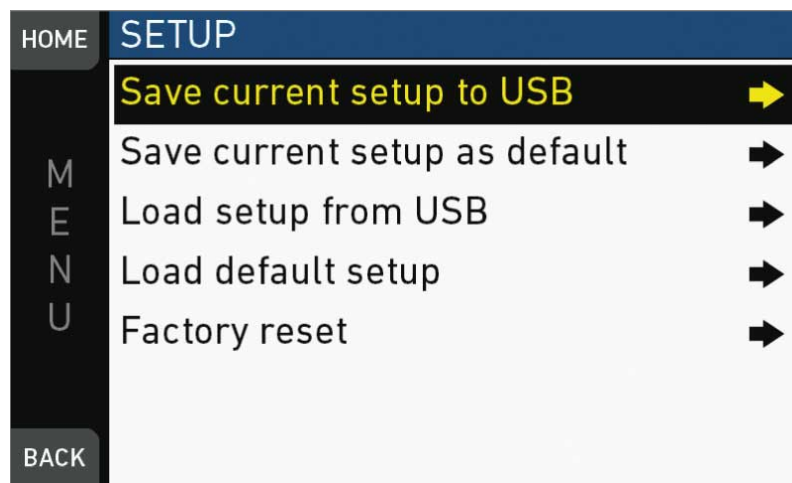 HOME
SETUP
Save current setup to USB
Save current setup as default
Load setup from USB
Load default setup
Factory reset
MENU
BACK